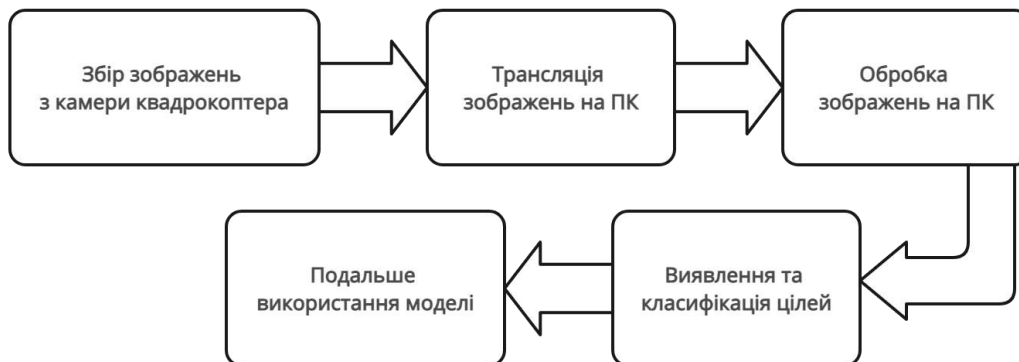 Збір зображень
з камери квадрокоптера
Трансляція
зображень на ПК
Обробка
зображень на ПК
Виявлення та
класифікація цілей
Подальше
використання моделі